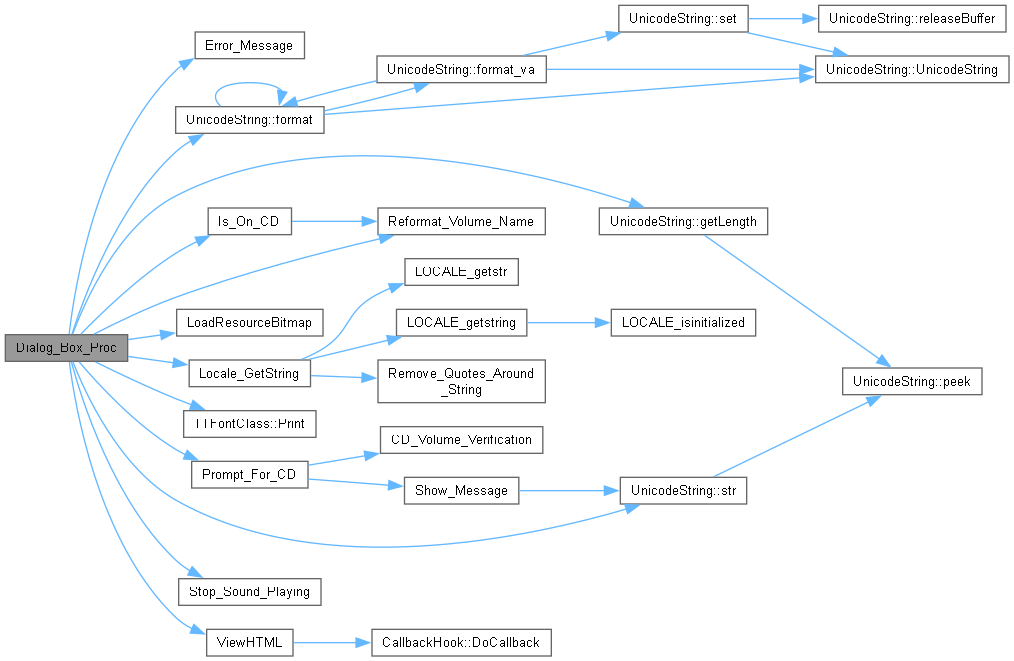 UnicodeString::set
UnicodeString::releaseBuffer
Error_Message
UnicodeString::format_va
UnicodeString::UnicodeString
UnicodeString::format
Is_On_CD
Reformat_Volume_Name
UnicodeString::getLength
LOCALE_getstr
LoadResourceBitmap
LOCALE_getstring
LOCALE_isinitialized
Dialog_Box_Proc
Locale_GetString
Remove_Quotes_Around
_String
UnicodeString::peek
TTFontClass::Print
CD_Volume_Verification
Prompt_For_CD
Show_Message
UnicodeString::str
Stop_Sound_Playing
ViewHTML
CallbackHook::DoCallback